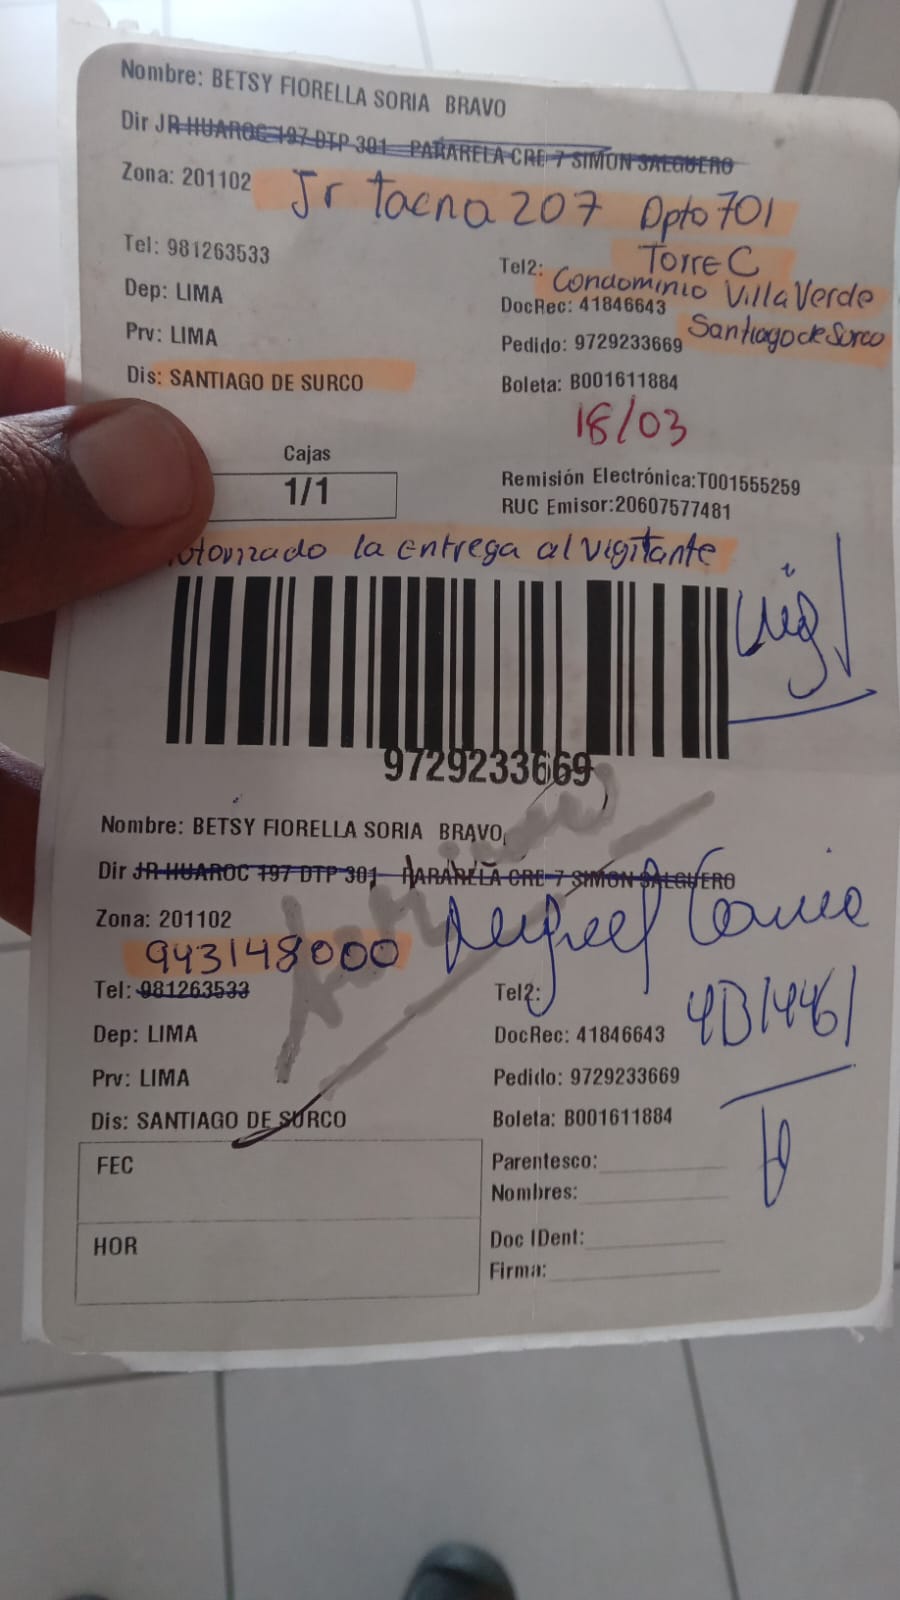 Nombre: BETSY FIORELLA SORIA BRAVO
Dir JR HUAROC 197 DTP 301 PARARELA CRE 7 SIMON SALGUERO
Zona: 201102
Jr tacna 207 Dpto 701
Torre C
Tel: 981263533
Tel2: Condominio Villa Verde
Dep: LIMA
DocRec: 41846643
Santiago de Surco
Prv: LIMA
Pedido: 9729233669
Dis: SANTIAGO DE SURCO
Boleta: B001611884
18/03
Cajas
1/1
Remisión Electrónica:T001555259
RUC Emisor:20607577481
torizado la entrega al vigilante
9729233669
Nombre: BETSY FIORELLA SORIA BRAVO
Dir JR HUAROC 197 DTP 301 PARARELA CRE 7 SIMON SALGUERO
Zona: 201102
943148000
Tel: 981263533
Tel2:
Dep: LIMA
DocRec: 41846643
Prv: LIMA
Pedido: 9729233669
Dis: SANTIAGO DE SURCO
Boleta: B001611884
FEC
Parentesco:
Nombres:
HOR
Doc IDent:
Firma: